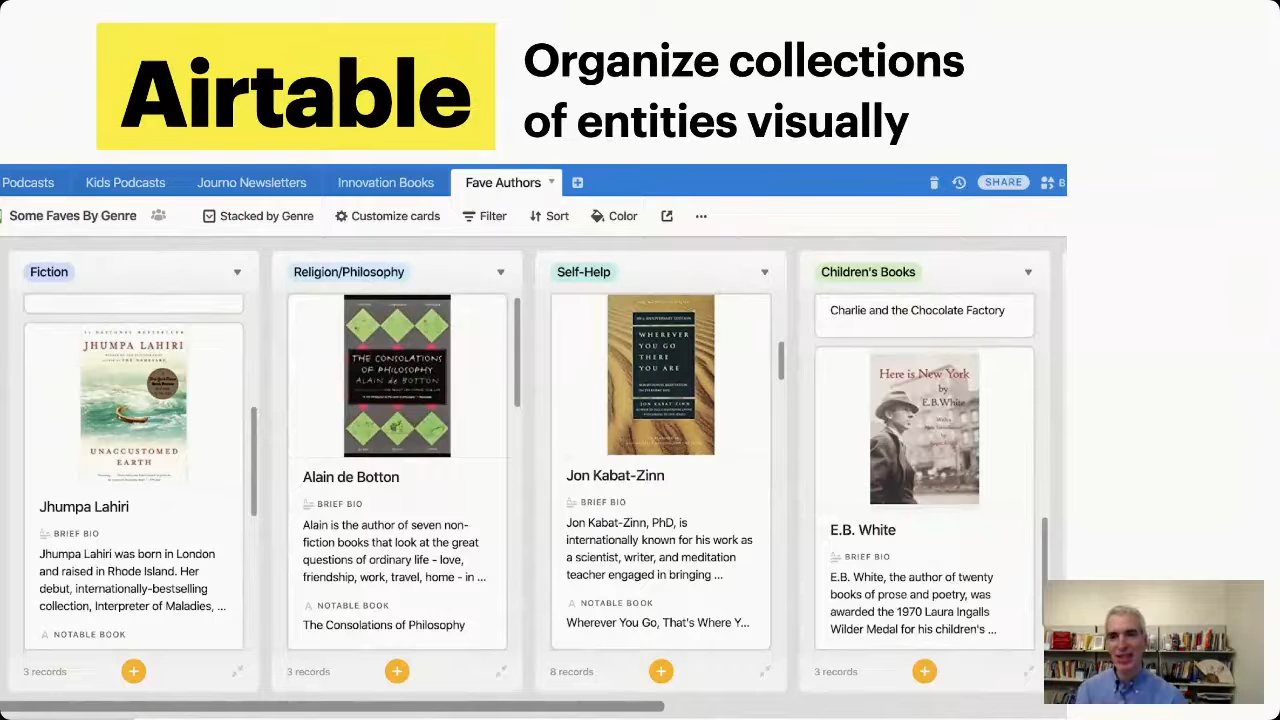 Airtable
Organize collections
of entities visually
Podcasts
Kids Podcasts
Journo Newsletters
Innovation Books
Fave Authors
SHARE
B
Some Faves By Genre
Stacked by Genre
Customize cards
Filter
Sort
Color
Fiction
JHUMPA LAHIRI
UNACCUSTOMED
EARTH
Jhumpa Lahiri
BRIEF BIO
Jhumpa Lahiri was born in London
and raised in Rhode Island. Her
debut, internationally-bestselling
collection, Interpreter of Maladies, ...
NOTABLE BOOK
3 records
Religion/Philosophy
THE CONSOLATIONS
OF PHILOSOPHY
ALAIN de BOTTON
Alain de Botton
BRIEF BIO
Alain is the author of seven non-
fiction books that look at the great
questions of ordinary life - love,
friendship, work, travel, home - in ...
NOTABLE BOOK
The Consolations of Philosophy
3 records
Self-Help
WHEREVER
YOU GO
THERE
YOU ARE
JON KABAT-ZINN
Jon Kabat-Zinn
BRIEF BIO
Jon Kabat-Zinn, PhD, is
internationally known for his work as
a scientist, writer, and meditation
teacher engaged in bringing ...
NOTABLE BOOK
Wherever You Go, That's Where Y...
8 records
Children's Books
Charlie and the Chocolate Factory
Here is New York
by
E.B.White
E.B. White
BRIEF BIO
E.B. White, the author of twenty
books of prose and poetry, was
awarded the 1970 Laura Ingalls
Wilder Medal for his children's ...
3 records